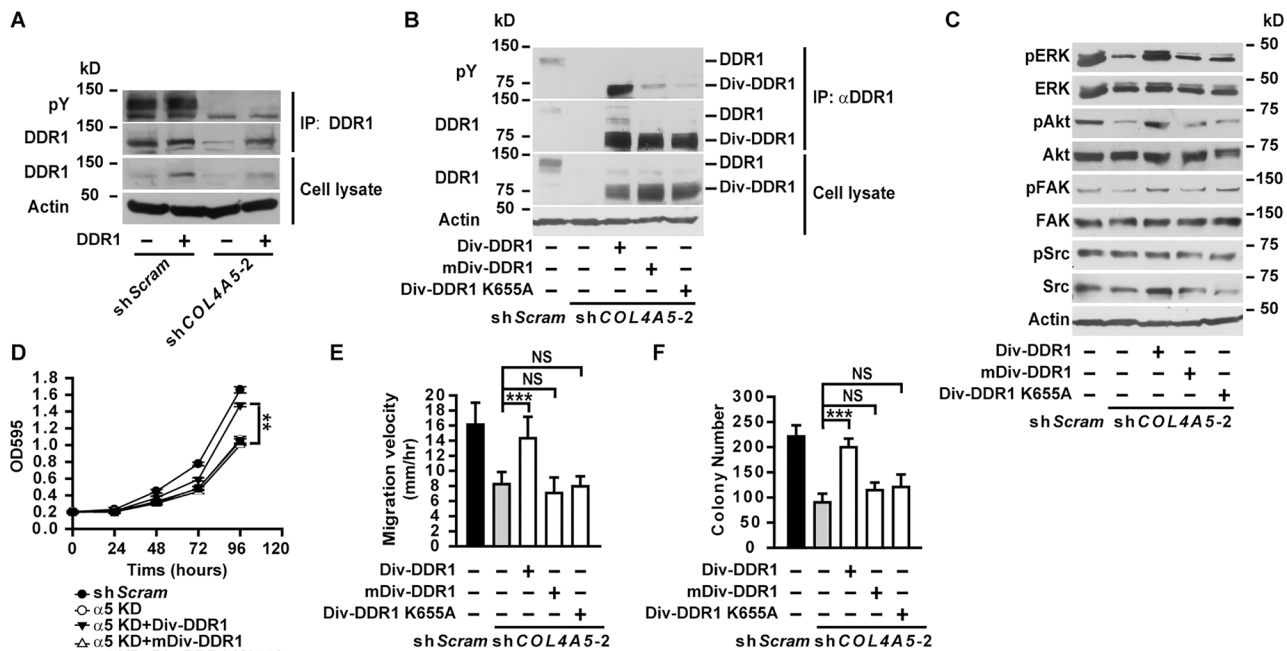 A
kD
150
pY
150
DDR1
150
DDR1
50
Actin
IP: DDR1
Cell lysate
DDR1 – + – +
shScram
shCOL4A5-2
B
kD
150
pY
75
150
DDR1
75
150
DDR1
75
50
Actin
DDR1
Div-DDR1
DDR1
Div-DDR1
DDR1
Div-DDR1
IP: αDDR1
Cell lysate
Div-DDR1 – – + – –
mDiv-DDR1 – – – + –
Div-DDR1 K655A – – – – +
shScram shCOL4A5-2
C
kD
pERK 50
ERK 50
pAkt 75
Akt 75
pFAK 150
FAK 150
pSrc 75
Src 75
50
Actin 50
Div-DDR1 – – + – –
mDiv-DDR1 – – – + –
Div-DDR1 K655A – – – – +
shScram shCOL4A5-2
D
OD595
1.8
1.6
1.4
1.2
1.0
0.8
0.6
0.4
0.2
0.0
**
0 24 48 72 96 120
Tims (hours)
shScram
α5 KD
α5 KD+Div-DDR1
α5 KD+mDiv-DDR1
E
Migration velocity
(mm/hr)
20
18
16
14
12
10
8
6
4
2
0
NS
NS
***
Div-DDR1 – – + – –
mDiv-DDR1 – – – + –
Div-DDR1 K655A – – – – +
shScram shCOL4A5-2
F
Colony Number
300
250
200
150
100
50
0
NS
NS
***
Div-DDR1 – – + – –
mDiv-DDR1 – – – + –
Div-DDR1 K655A – – – – +
shScram shCOL4A5-2